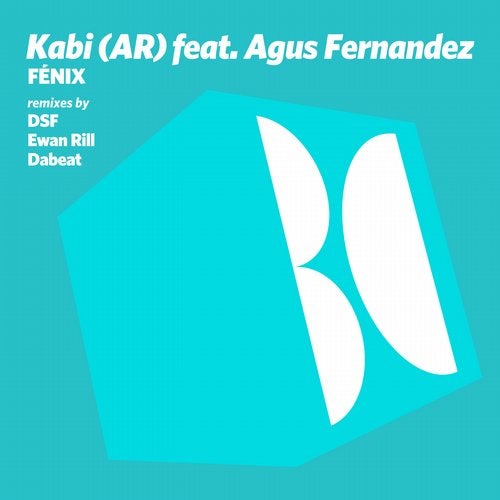 Kabi (AR) feat. Agus Fernandez
FÉNIX
remixes by
DSF
Ewan Rill
Dabeat